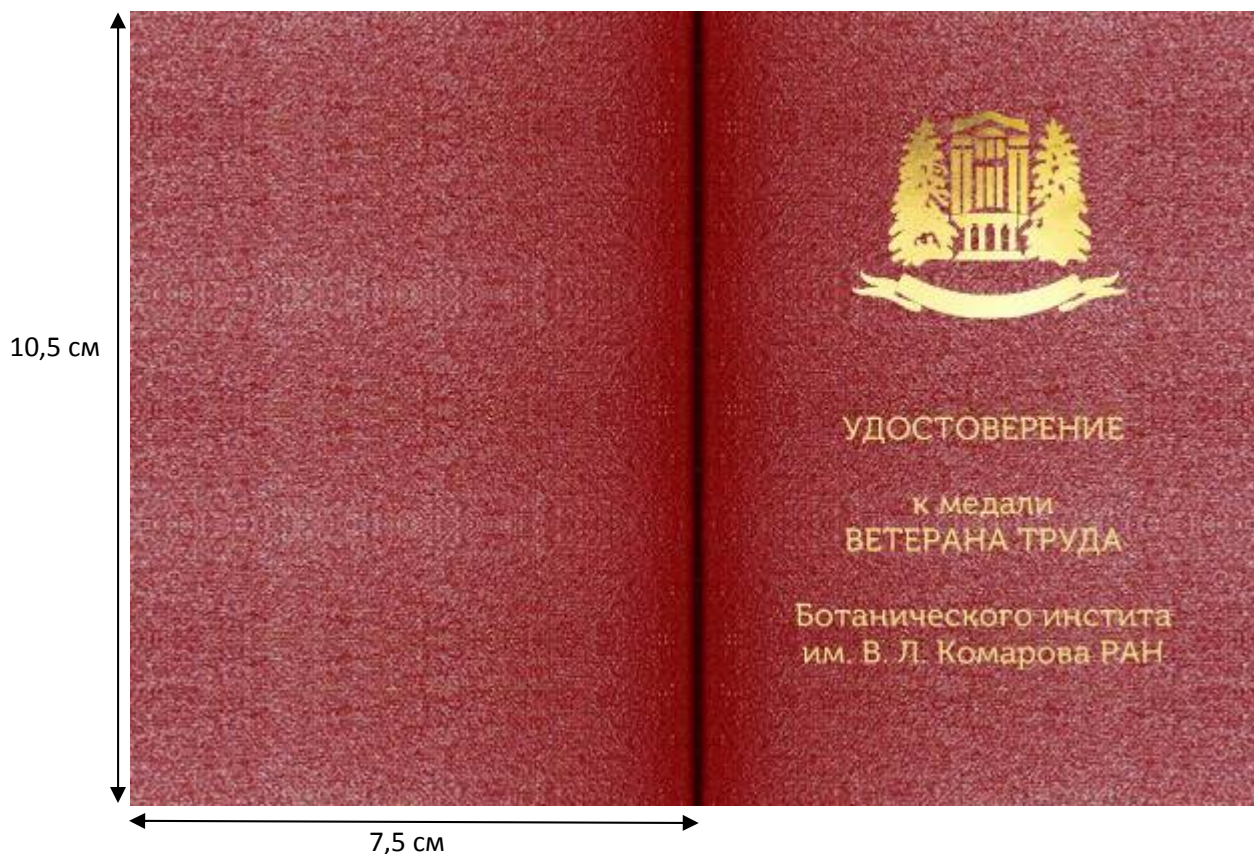 10,5 см
УДОСТОВЕРЕНИЕ
к медали
ВЕТЕРАНА ТРУДА
Ботанического инстита
им. В. Л. Комарова РАН
7,5 см